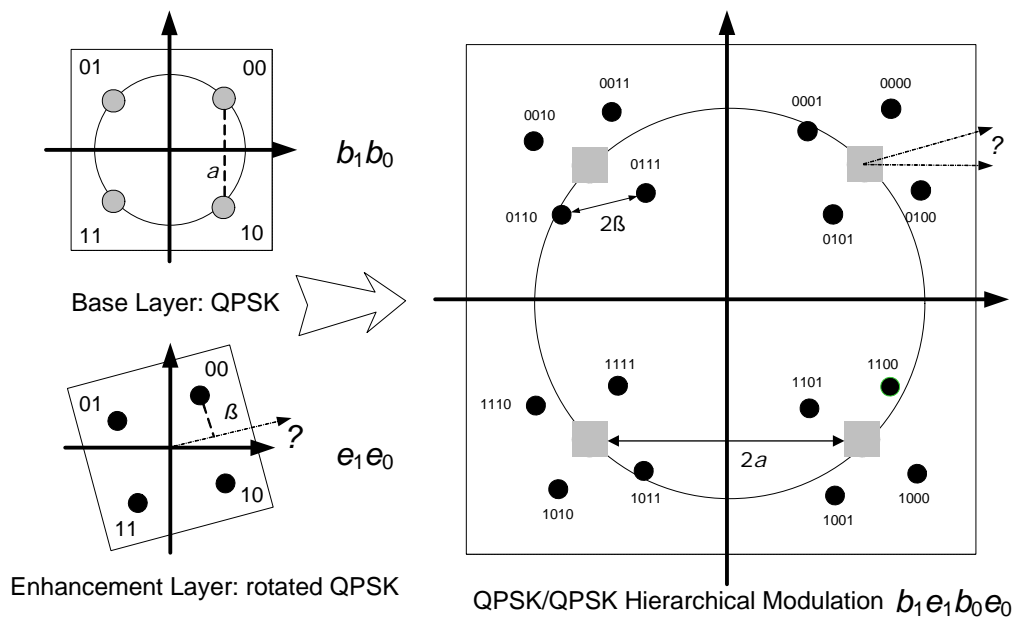 01
00
a
b₁b₀
11
10
Base Layer: QPSK
00
01
ß
?
e₁e₀
10
11
Enhancement Layer: rotated QPSK
0011
0000
0010
0001
?
0111
0110
2ß
0100
0101
1111
1100
1110
1101
2a
1011
1000
1010
1001
QPSK/QPSK Hierarchical Modulation b₁e₁b₀e₀